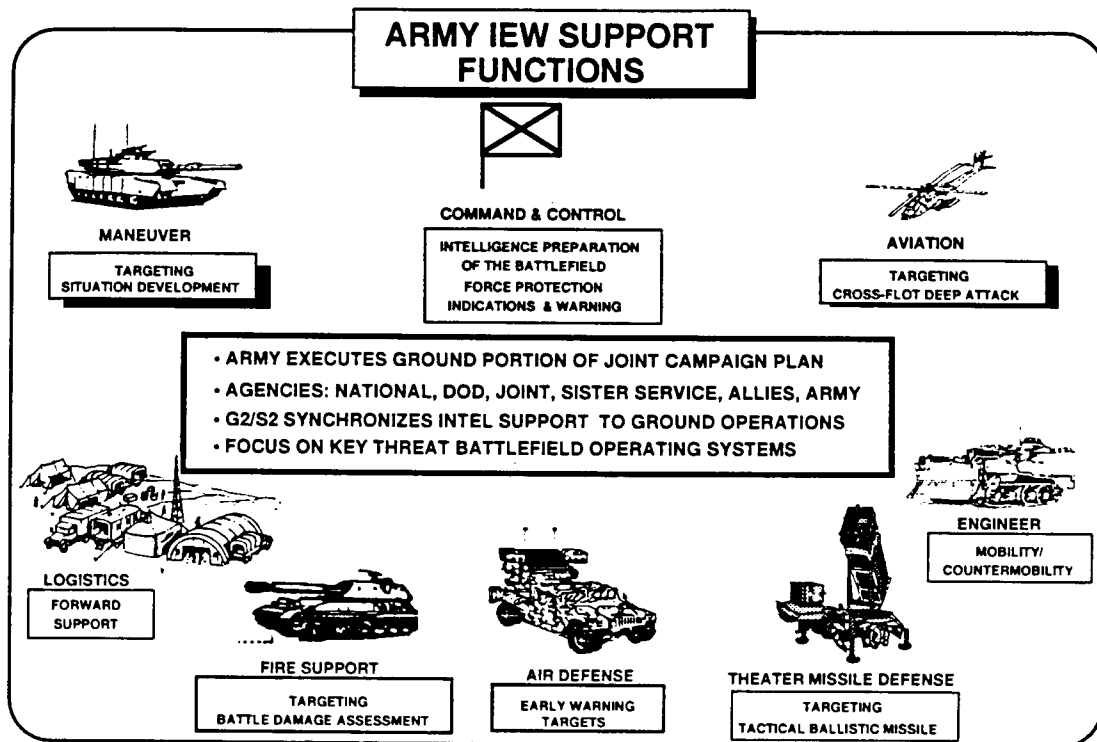 ARMY IEW SUPPORT
FUNCTIONS
MANEUVER
TARGETING
SITUATION DEVELOPMENT
COMMAND & CONTROL
INTELLIGENCE PREPARATION
OF THE BATTLEFIELD
FORCE PROTECTION
INDICATIONS & WARNING
AVIATION
TARGETING
CROSS-FLOT DEEP ATTACK
• ARMY EXECUTES GROUND PORTION OF JOINT CAMPAIGN PLAN
• AGENCIES: NATIONAL, DOD, JOINT, SISTER SERVICE, ALLIES, ARMY
• G2/S2 SYNCHRONIZES INTEL SUPPORT TO GROUND OPERATIONS
• FOCUS ON KEY THREAT BATTLEFIELD OPERATING SYSTEMS
LOGISTICS
FORWARD
SUPPORT
FIRE SUPPORT
TARGETING
BATTLE DAMAGE ASSESSMENT
AIR DEFENSE
EARLY WARNING
TARGETS
THEATER MISSILE DEFENSE
TARGETING
TACTICAL BALLISTIC MISSILE
ENGINEER
MOBILITY/
COUNTERMOBILITY